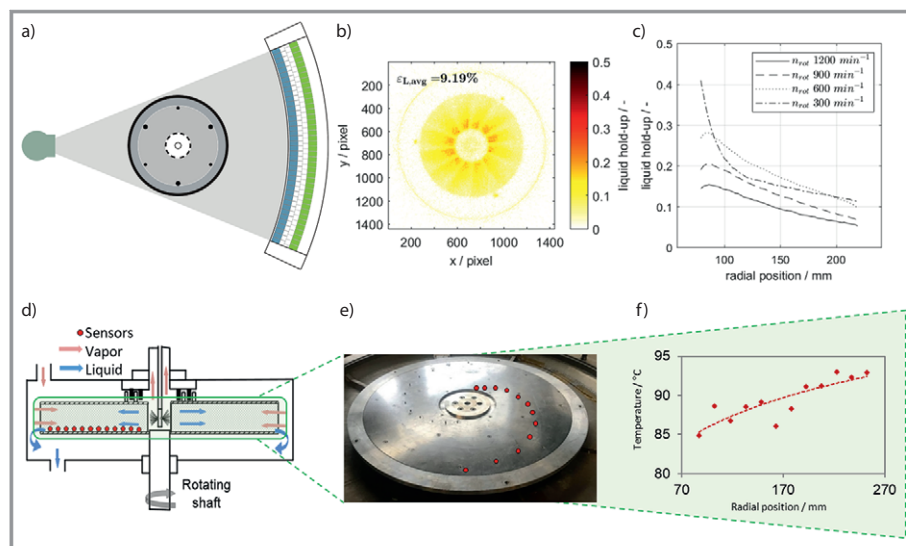 a)
b)
ε_L,avg =9.19%
0
200
400
600
800
1000
1200
1400
y / pixel
200
600
1000
1400
x / pixel
0.5
0.4
0.3
0.2
0.1
0
liquid hold-up / -
c)
0.5
0.4
0.3
0.2
0.1
0
liquid hold-up / -
50
100
150
200
radial position / mm
n_rot 1200 min⁻¹
n_rot 900 min⁻¹
n_rot 600 min⁻¹
n_rot 300 min⁻¹
d)
Sensors
Vapor
Liquid
Rotating
shaft
e)
f)
95
90
85
80
Temperature / °C
70
170
270
Radial position / mm